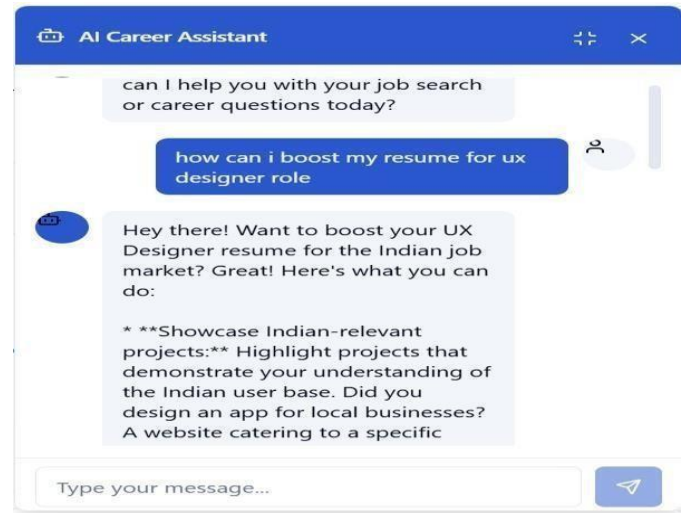 AI Career Assistant
can I help you with your job search
or career questions today?
how can i boost my resume for ux
designer role
Hey there! Want to boost your UX
Designer resume for the Indian job
market? Great! Here's what you can
do:
* **Showcase Indian-relevant
projects:** Highlight projects that
demonstrate your understanding of
the Indian user base. Did you
design an app for local businesses?
A website catering to a specific
Type your message...